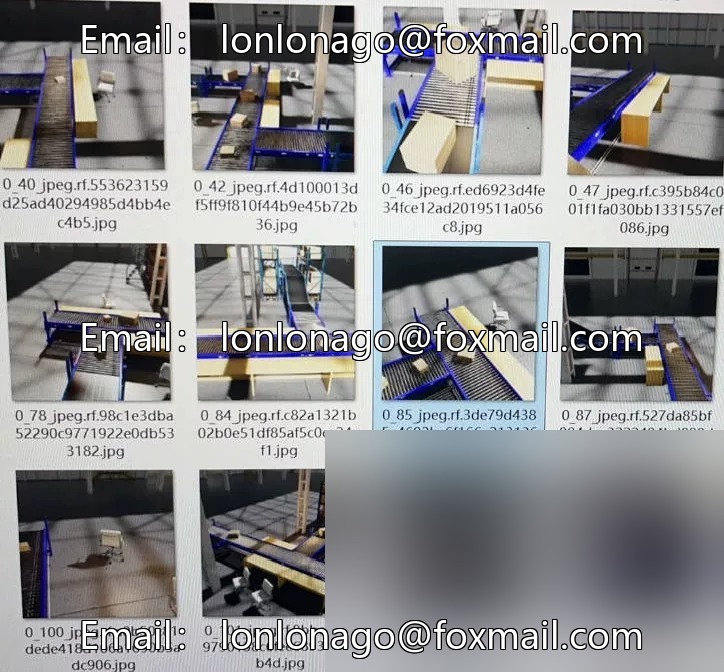 Email： lonlonago@foxmail.com
0_40_jpeg.rf.553623159
d25ad40294985d4bb4e
c4b5.jpg
0_42_jpeg.rf.4d100013d
f5ff9f810f44b9e45b72b
36.jpg
0_46_jpeg.rf.ed6923d4fe
34fce12ad2019511a056
c8.jpg
0_47_jpeg.rf.c395b84c0
01f1fa030bb1331557ef
086.jpg
Email： lonlonago@foxmail.com
0_78_jpeg.rf.98c1e3dba
52290c9771922e0db53
3182.jpg
0_84_jpeg.rf.c82a1321b
f1.jpg
0_85_jpeg.rf.3de79d438
0_87_jpeg.rf.527da85bf
dc906.jpg
b4d.jpg
Email： lonlonago@foxmail.com